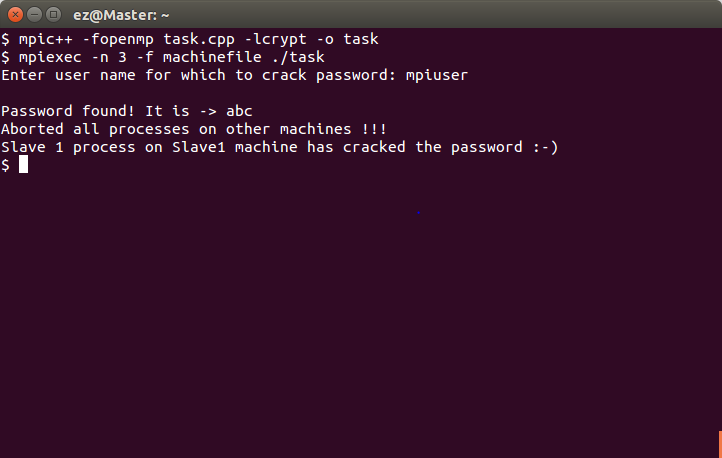 ez@Master: ~
$ mpic++ -fopenmp task.cpp -lcrypt -o task
$ mpiexec -n 3 -f machinefile ./task
Enter user name for which to crack password: mpiuser
Password found! It is -> abc
Aborted all processes on other machines !!!
Slave 1 process on Slave1 machine has cracked the password :-)
$